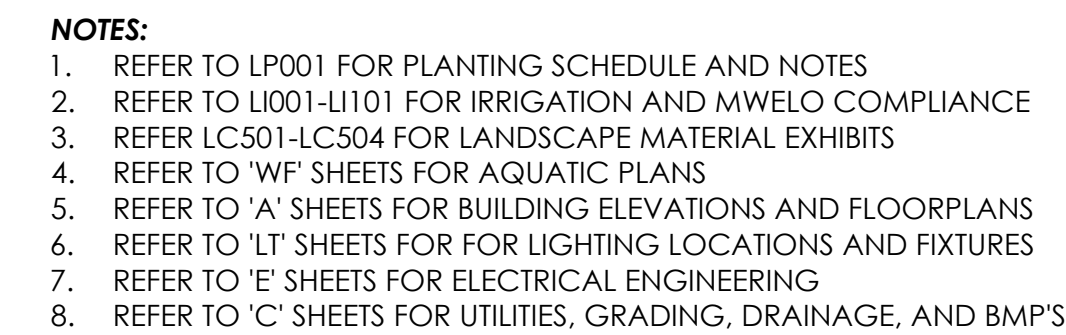 NOTES:
1. REFER TO LP001 FOR PLANTING SCHEDULE AND NOTES
2. REFER TO LI001-LI101 FOR IRRIGATION AND MWELO COMPLIANCE
3. REFER LC501-LC504 FOR LANDSCAPE MATERIAL EXHIBITS
4. REFER TO 'WF' SHEETS FOR AQUATIC PLANS
5. REFER TO 'A' SHEETS FOR BUILDING ELEVATIONS AND FLOORPLANS
6. REFER TO 'LT' SHEETS FOR FOR LIGHTING LOCATIONS AND FIXTURES
7. REFER TO 'E' SHEETS FOR ELECTRICAL ENGINEERING
8. REFER TO 'C' SHEETS FOR UTILITIES, GRADING, DRAINAGE, AND BMP'S